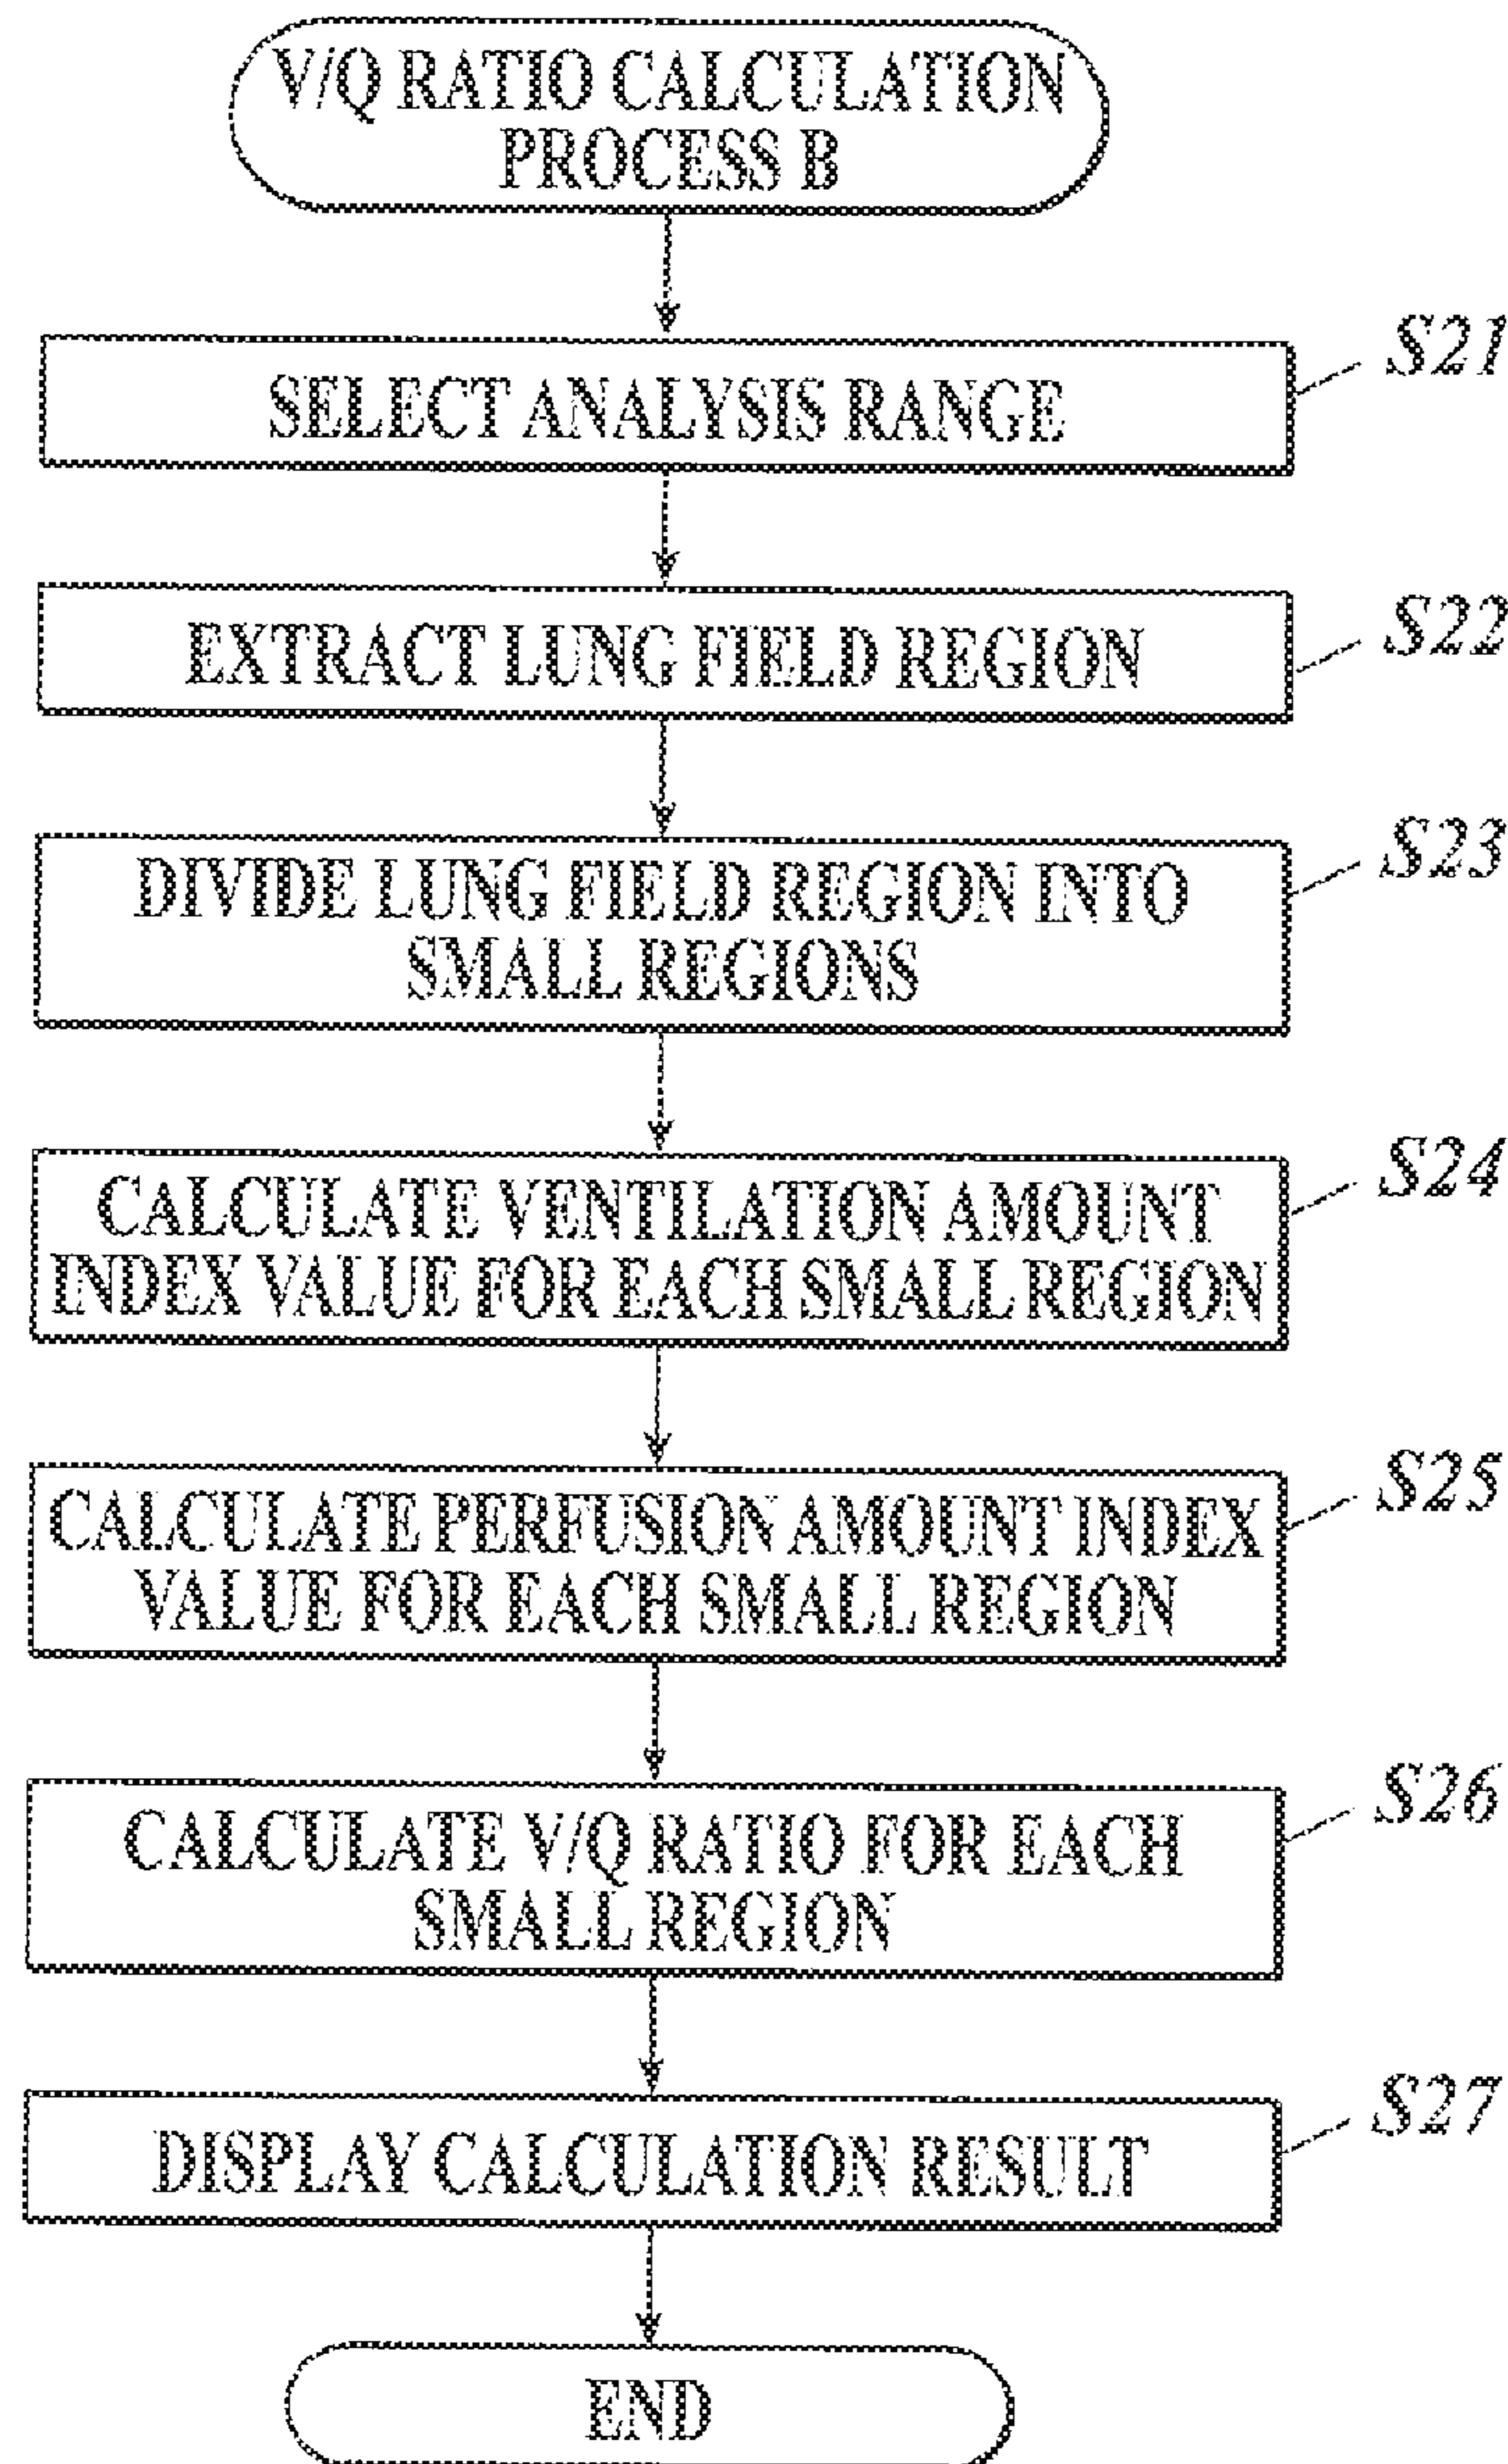 V/Q RATIO CALCULATION
PROCESS B
SELECT ANALYSIS RANGE
S21
EXTRACT LUNG FIELD REGION
S22
DIVIDE LUNG FIELD REGION INTO
SMALL REGIONS
S23
CALCULATE VENTILATION AMOUNT
INDEX VALUE FOR EACH SMALL REGION
S24
CALCULATE PERFUSION AMOUNT INDEX
VALUE FOR EACH SMALL REGION
S25
CALCULATE V/Q RATIO FOR EACH
SMALL REGION
S26
DISPLAY CALCULATION RESULT
S27
END